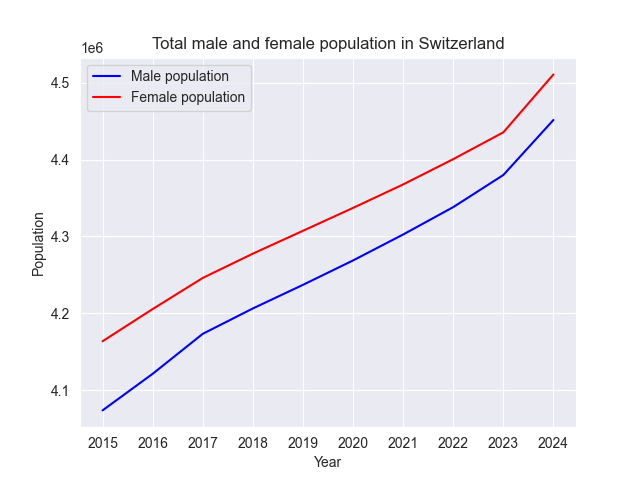 Total male and female population in Switzerland
1e6
Male population
Female population
4.5
4.4
4.3
4.2
4.1
Population
2015 2016 2017 2018 2019 2020 2021 2022 2023 2024
Year